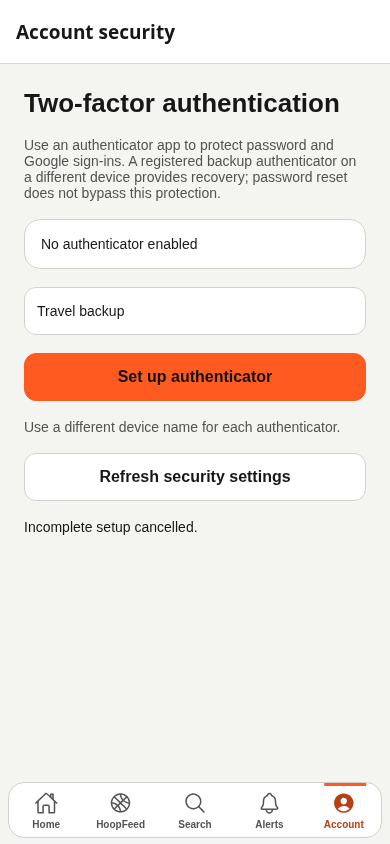 Account security
Two-factor authentication
Use an authenticator app to protect password and
Google sign-ins. A registered backup authenticator on
a different device provides recovery; password reset
does not bypass this protection.
No authenticator enabled
Travel backup
Set up authenticator
Use a different device name for each authenticator.
Refresh security settings
Incomplete setup cancelled.
Home HoopFeed Search Alerts Account